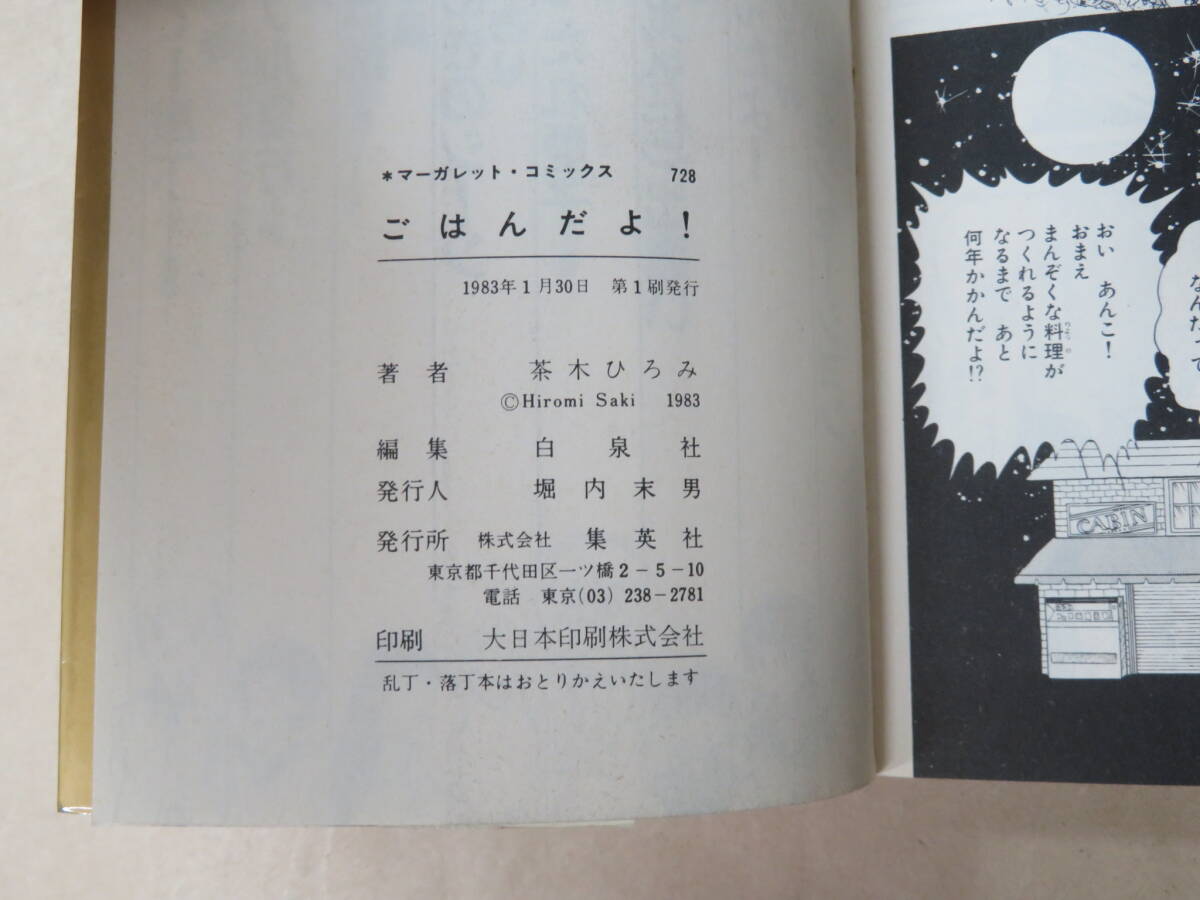 *マーガレット・コミックス 728
ごはんだよ!
1983年1月30日 第1刷発行
著者 茶木ひろみ
©Hiromi Saki 1983
編集 白泉社
発行人 堀内末男
発行所 株式会社 集英社
東京都千代田区一ツ橋2-5-10
電話 東京(03) 238-2781
印刷 大日本印刷株式会社
乱丁・落丁本はおとりかえいたします
おい あんこ!
おまえ
まんぞくな料理が
つくれるように
なるまで あと
何年かかんだよ!?
CABIN